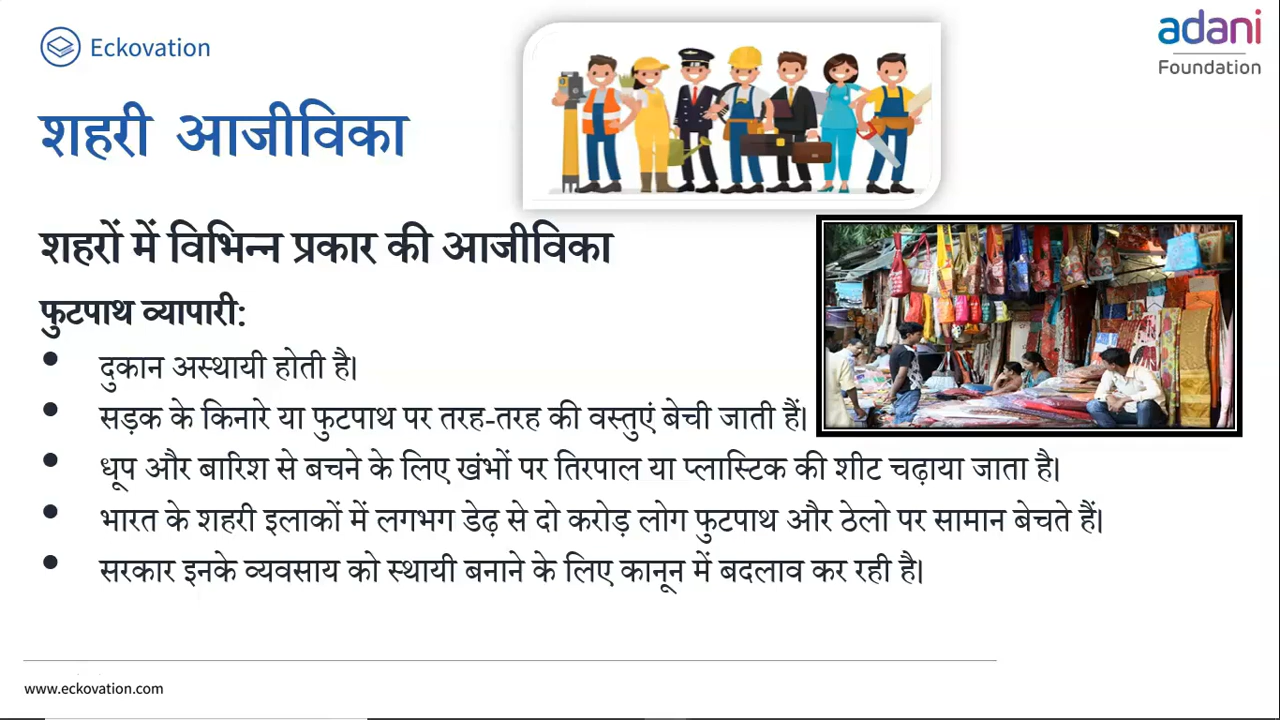 Eckovation
adani
Foundation
शहरी आजीविका
शहरों में विभिन्न प्रकार की आजीविका
फुटपाथ व्यापारी:
• दुकान अस्थायी होती है।
• सड़क के किनारे या फुटपाथ पर तरह-तरह की वस्तुएं बेची जाती हैं।
• धूप और बारिश से बचने के लिए खंभों पर तिरपाल या प्लास्टिक की शीट चढ़ाया जाता है।
• भारत के शहरी इलाकों में लगभग डेढ़ से दो करोड़ लोग फुटपाथ और ठेलो पर सामान बेचते हैं।
• सरकार इनके व्यवसाय को स्थायी बनाने के लिए कानून में बदलाव कर रही है।
www.eckovation.com